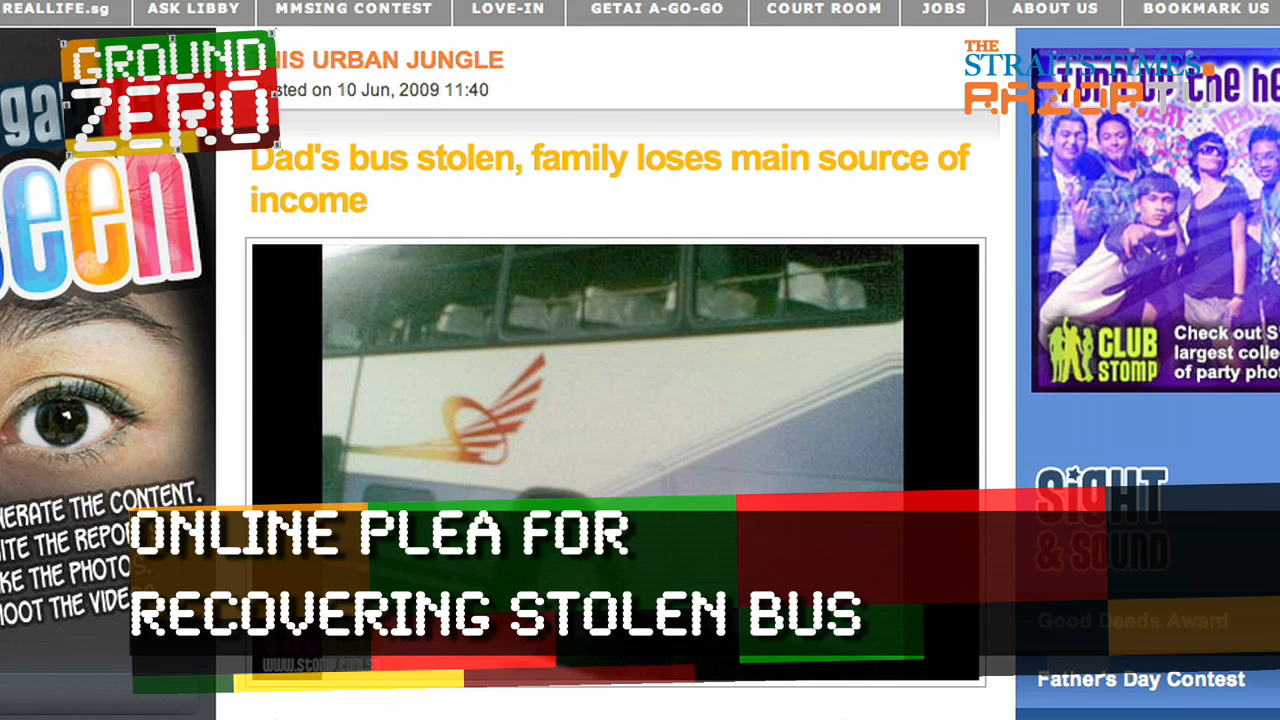 REALLIFE.sg ASK LIBBY MMSING CONTEST LOVE-IN GETAI A-GO-GO COURT ROOM JOBS ABOUT US BOOKMARK US
GROUND
ZERO
HIS URBAN JUNGLE
sted on 10 Jun, 2009 11:40
THE
STRAITS TIMES
RAZOR TV
Dad's bus stolen, family loses main source of
income
een
CLUB
STOMP
Check out S
largest colle
of party phot
NERATE THE CONTENT.
ITE THE REPO
KE THE PHOTO
HOOT THE VIDE
SIGHT
& SOUND
ONLINE PLEA FOR
RECOVERING STOLEN BUS
Good Deeds Award
www.stomp.com.s
Father's Day Contest